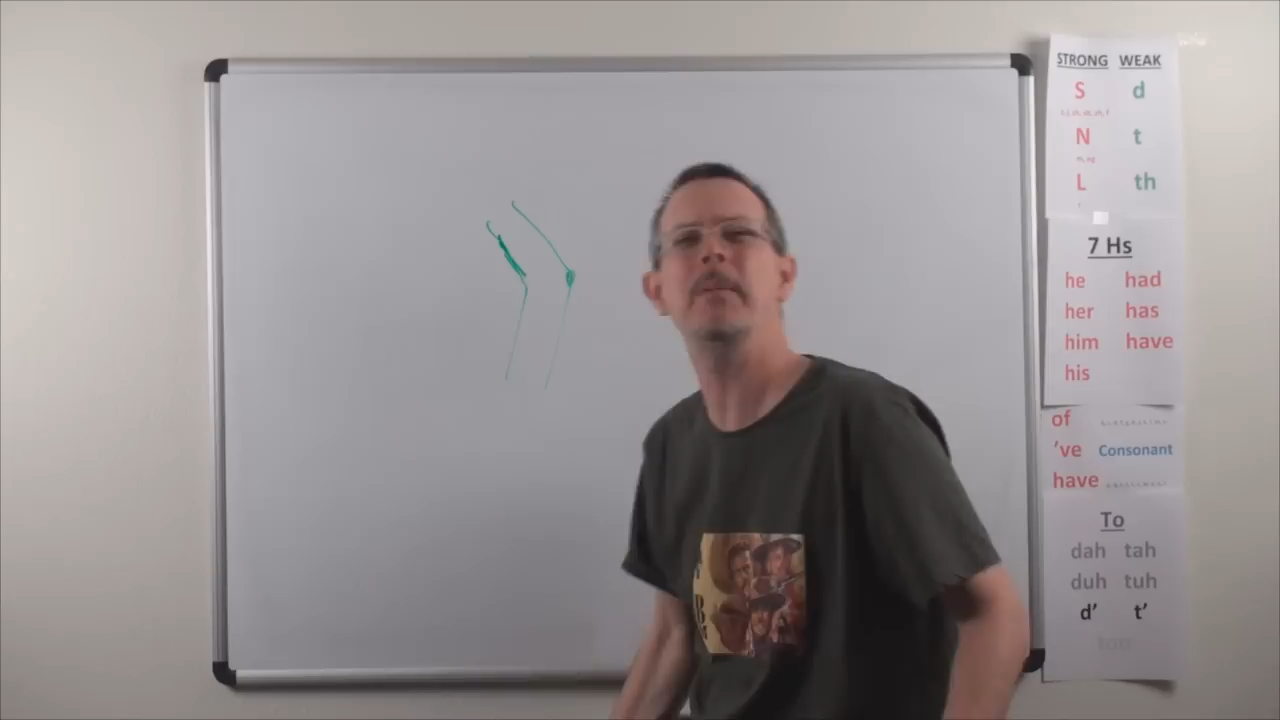 STRONG WEAK
S d
N t
L th
7 Hs
he had
her has
him have
his
of
've Consonant
have
To
dah tah
duh tuh
d' t'